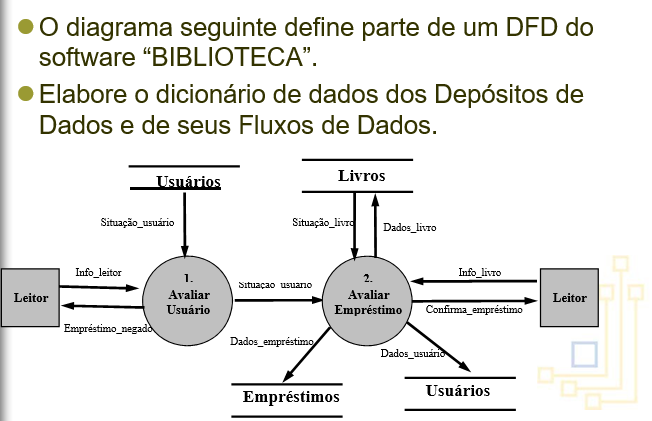 O diagrama seguinte define parte de um DFD do
software “BIBLIOTECA”.
Elabore o dicionário de dados dos Depósitos de
Dados e de seus Fluxos de Dados.
Usuários
Livros
Situação_usuário
Situação_livro
Dados_livro
Leitor
Info_leitor
1.
Avaliar
Usuário
Situação_usuário
2.
Avaliar
Empréstimo
Info_livro
Leitor
Empréstimo_negado
Confirma_empréstimo
Dados_empréstimo
Dados_usuário
Empréstimos
Usuários